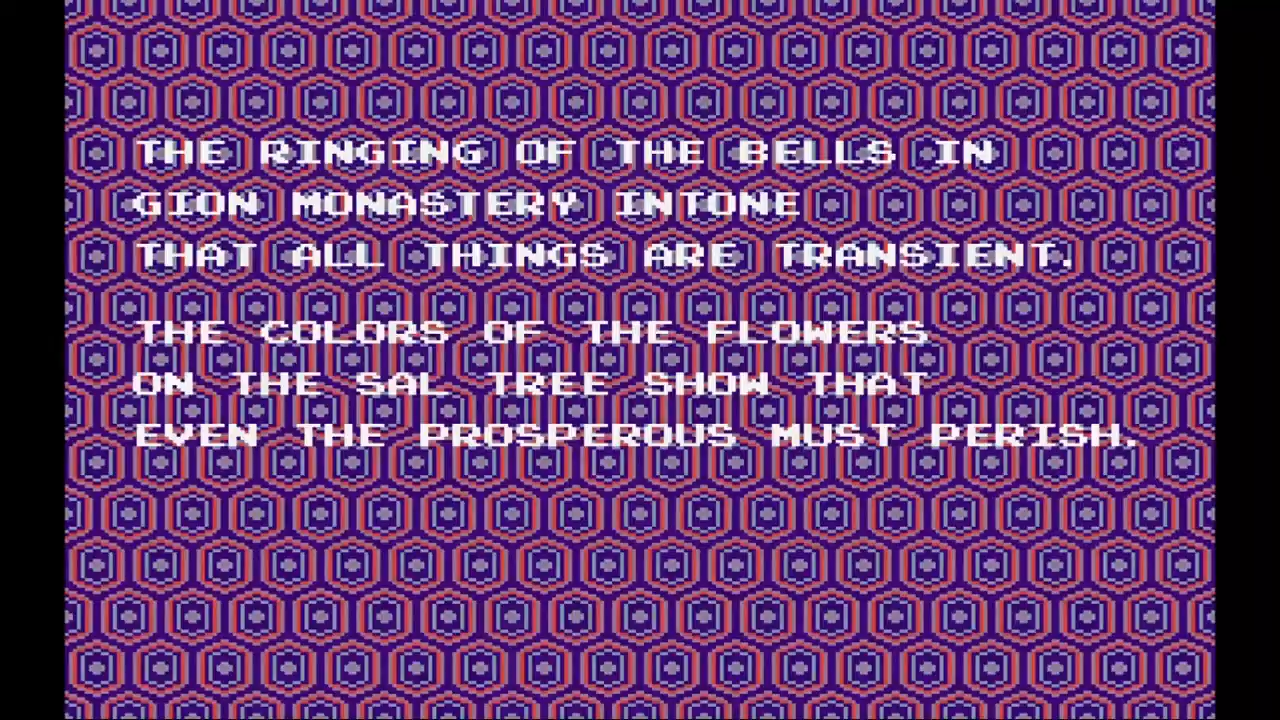 THE RINGING OF THE BELLS IN
GION MONASTERY INTONE
THAT ALL THINGS ARE TRANSIENT.
THE COLORS OF THE FLOWERS
ON THE SAL TREE SHOW THAT
EVEN THE PROSPEROUS MUST PERISH.